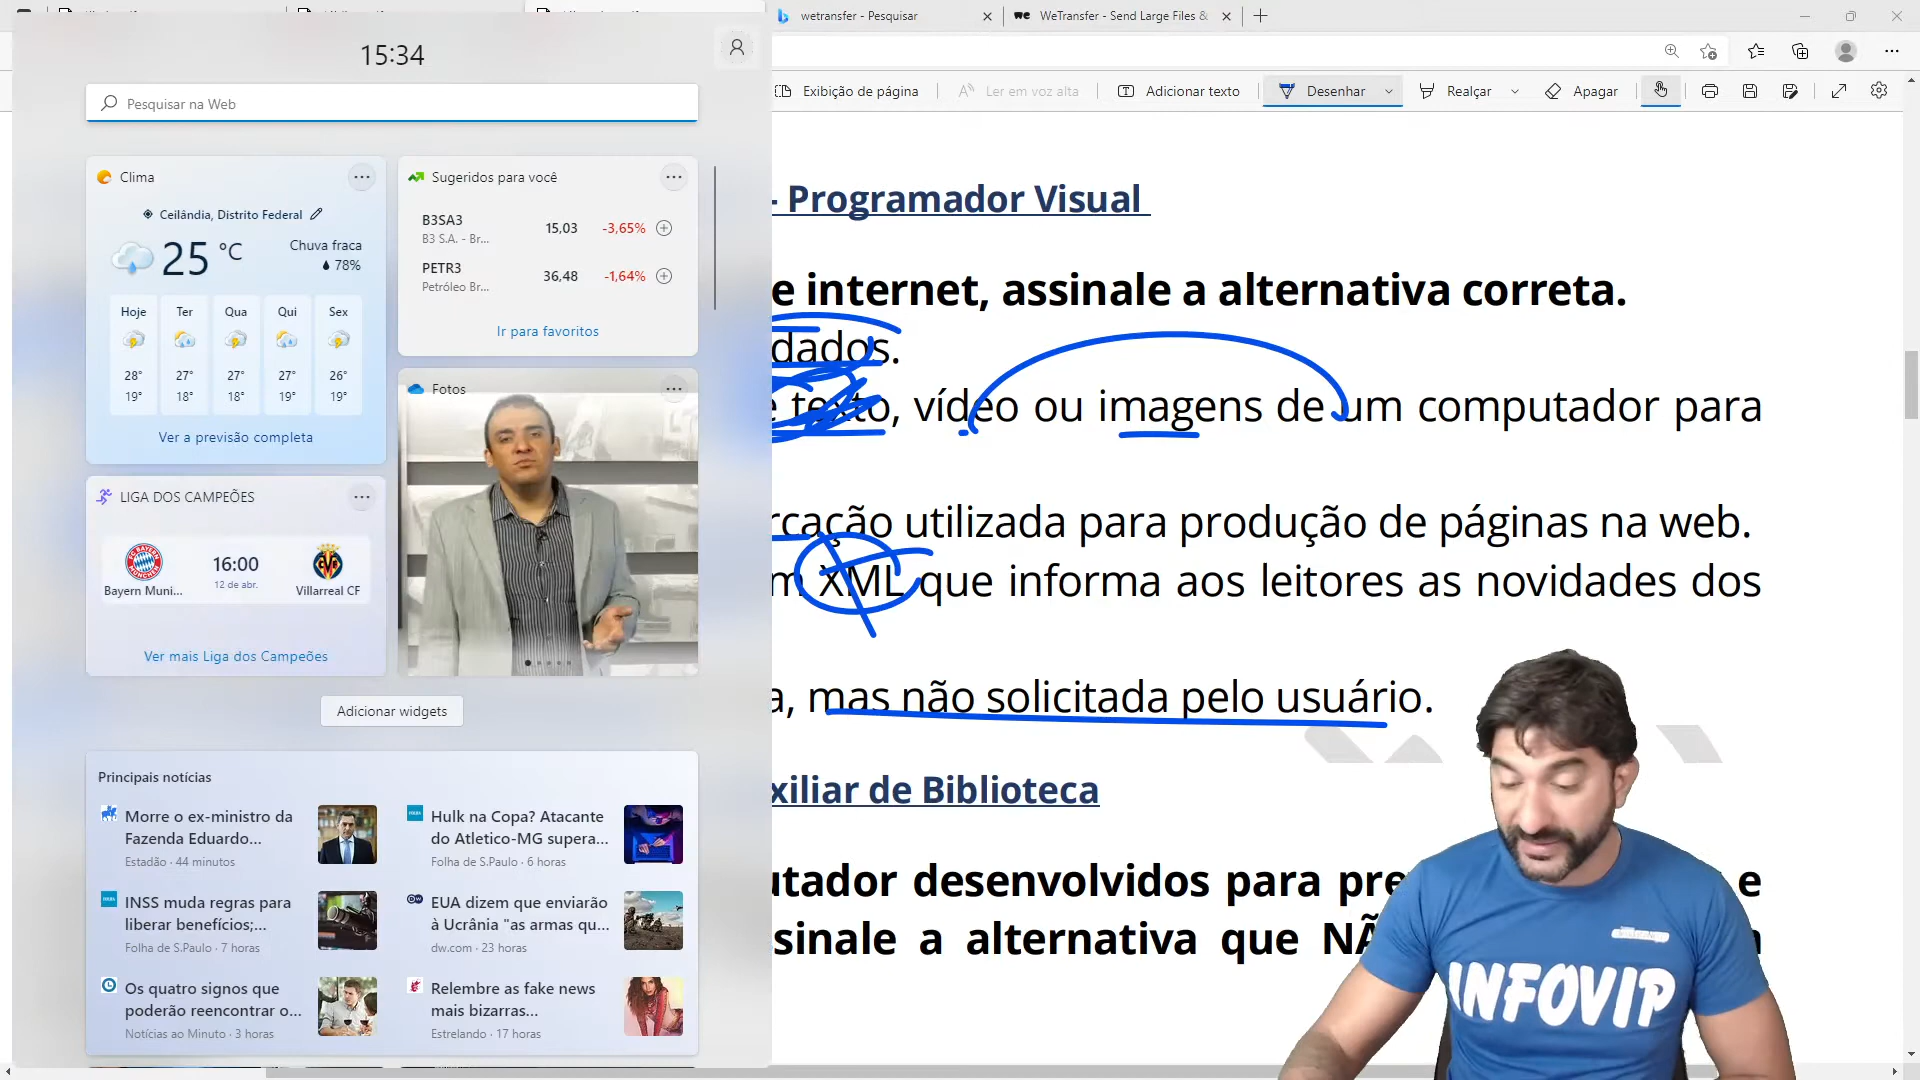 wetransfer - Pesquisar
WeTransfer - Send Large Files &
15:34
Pesquisar na Web
Exibição de página
Ler em voz alta
Adicionar texto
Desenhar
Realçar
Apagar
Clima
Ceilândia, Distrito Federal
25 °C
Chuva fraca
78%
Hoje Ter Qua Qui Sex
28° 27° 27° 27° 26°
19° 18° 18° 19° 19°
Ver a previsão completa
Sugeridos para você
B3SA3 15,03 -3,65%
B3 S.A. - Br...
PETR3 36,48 -1,64%
Petróleo Br...
Ir para favoritos
LIGA DOS CAMPEÕES
16:00
12 de abr.
Bayern Muni...
Villarreal CF
Ver mais Liga dos Campeões
Fotos
Adicionar widgets
Principais notícias
Morre o ex-ministro da
Fazenda Eduardo...
Estadão · 44 minutos
Hulk na Copa? Atacante
do Atletico-MG supera...
Folha de S.Paulo · 6 horas
INSS muda regras para
liberar benefícios;...
Folha de S.Paulo · 7 horas
EUA dizem que enviarão
à Ucrânia "as armas qu...
dw.com · 23 horas
Os quatro signos que
poderão reencontrar o...
Notícias ao Minuto · 3 horas
Relembre as fake news
mais bizarras...
Estrelando · 17 horas
- Programador Visual
e internet, assinale a alternativa correta.
dados.
e texto, vídeo ou imagens de um computador para
rcação utilizada para produção de páginas na web.
m XML que informa aos leitores as novidades dos
a, mas não solicitada pelo usuário.
xiliar de Biblioteca
utador desenvolvidos para pre
e
sinale a alternativa que NÃ
INFOVIP